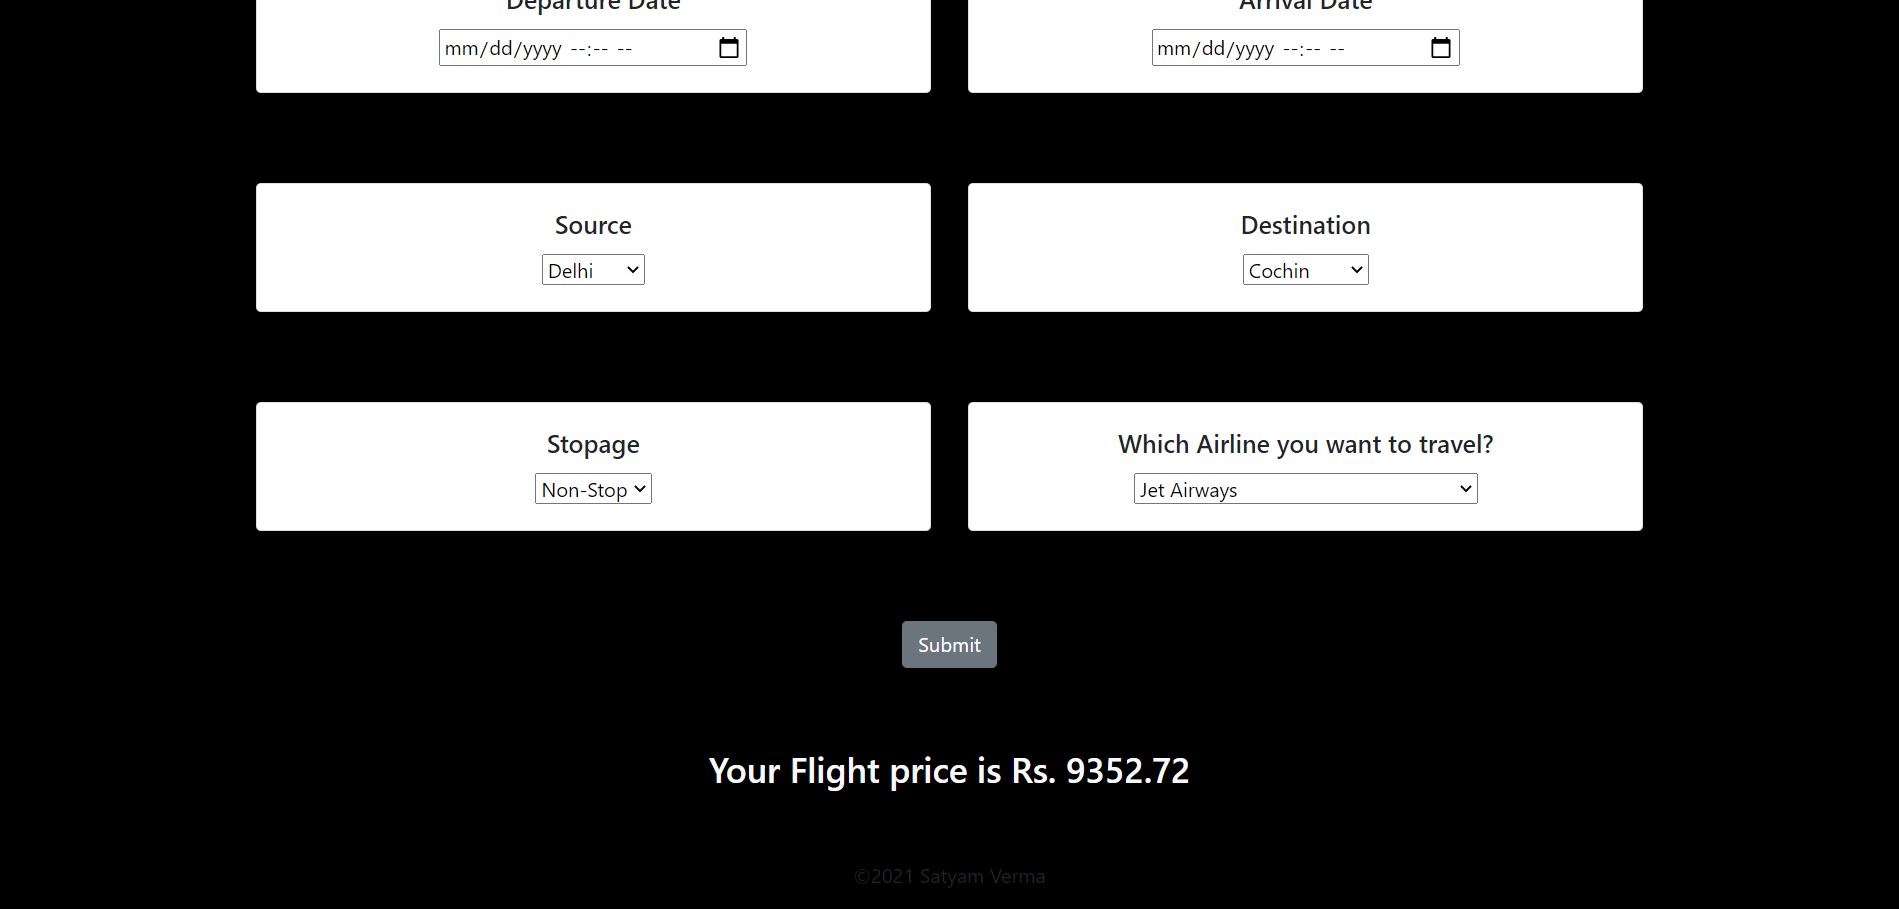 Departure Date
Arrival Date
mm/dd/yyyy --:-- --
mm/dd/yyyy --:-- --
Source
Destination
Delhi
Cochin
Stopage
Which Airline you want to travel?
Non-Stop
Jet Airways
Submit
Your Flight price is Rs. 9352.72
©2021 Satyam Verma